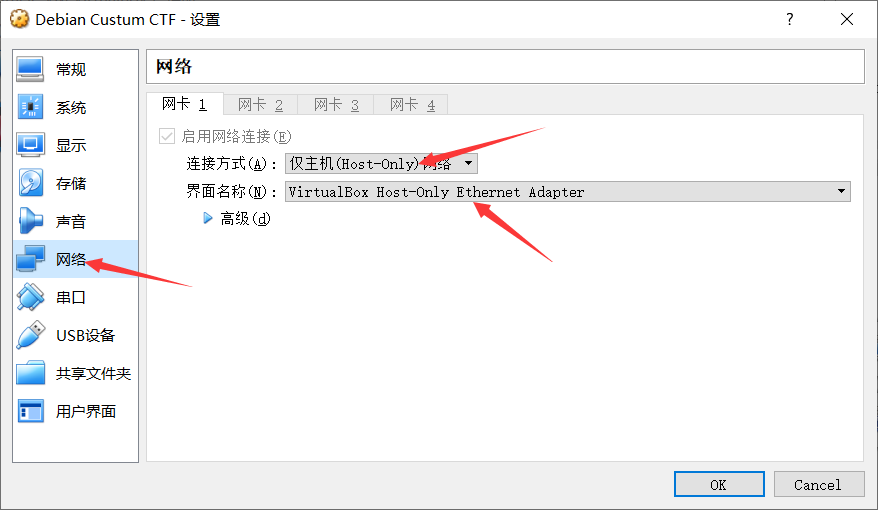 Debian Custum CTF - 设置
?
常规
系统
显示
存储
声音
网络
串口
USB设备
共享文件夹
用户界面
网络
网卡 1 网卡 2 网卡 3 网卡 4
启用网络连接(E)
连接方式(A): 仅主机(Host-Only)网络
界面名称(N): VirtualBox Host-Only Ethernet Adapter
高级(d)
OK Cancel